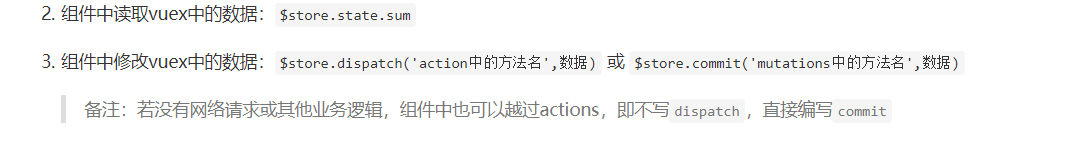 2. 组件中读取vuex中的数据：$store.state.sum
3. 组件中修改vuex中的数据：$store.dispatch('action中的方法名',数据) 或 $store.commit('mutations中的方法名',数据)
备注：若没有网络请求或其他业务逻辑，组件中也可以越过actions，即不写dispatch，直接编写commit